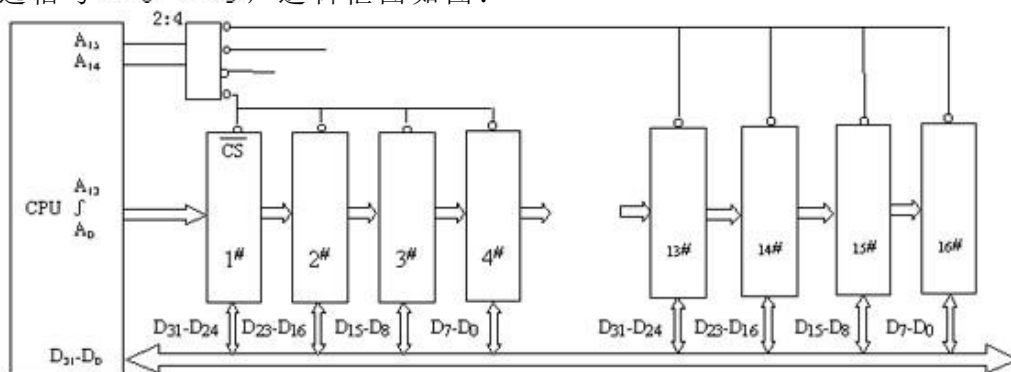 2:4
A₁₅
A₁₄
CS
A₁₃
CPU ∫
A₀
1# 2# 3# 4# 13# 14# 15# 16#
D₃₁-D₂₄ D₂₃-D₁₆ D₁₅-D₈ D₇-D₀ D₃₁-D₂₄ D₂₃-D₁₆ D₁₅-D₈ D₇-D₀
D₃₁-D₀